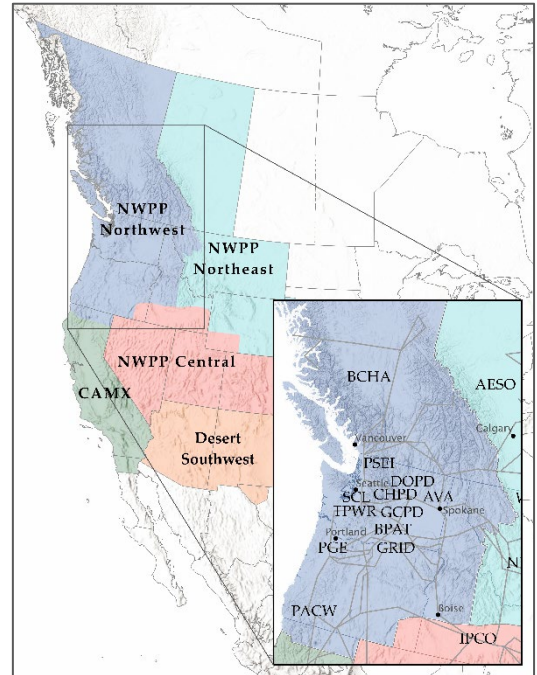 NWPP
Northwest
NWPP
Northeast
NWPP Central
CAMX
Desert
Southwest
BCHA
AESO
Calgary
Vancouver
PSEI
Seattle
DOPD
SCL CHPD AVA
TPWR GCPD
Spokane
Portland
BPAT
PGE
GRID
PACW
Boise
IPCO